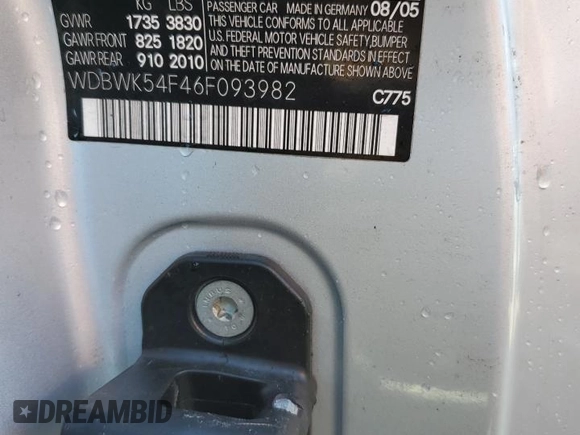 KG LBS
GVWR 1735 3830
GAWR FRONT 825 1820
GAWR REAR 910 2010
PASSENGER CAR MADE IN GERMANY 08/05
THIS VEHICLE CONFORMS TO ALL APPLICABLE
U.S. FEDERAL MOTOR VEHICLE SAFETY, BUMPER
AND THEFT PREVENTION STANDARDS IN EFFECT
ON THE DATE OF MANUFACTURE SHOWN ABOVE.
WDBWK54F46F093982
C775
DREAMBID